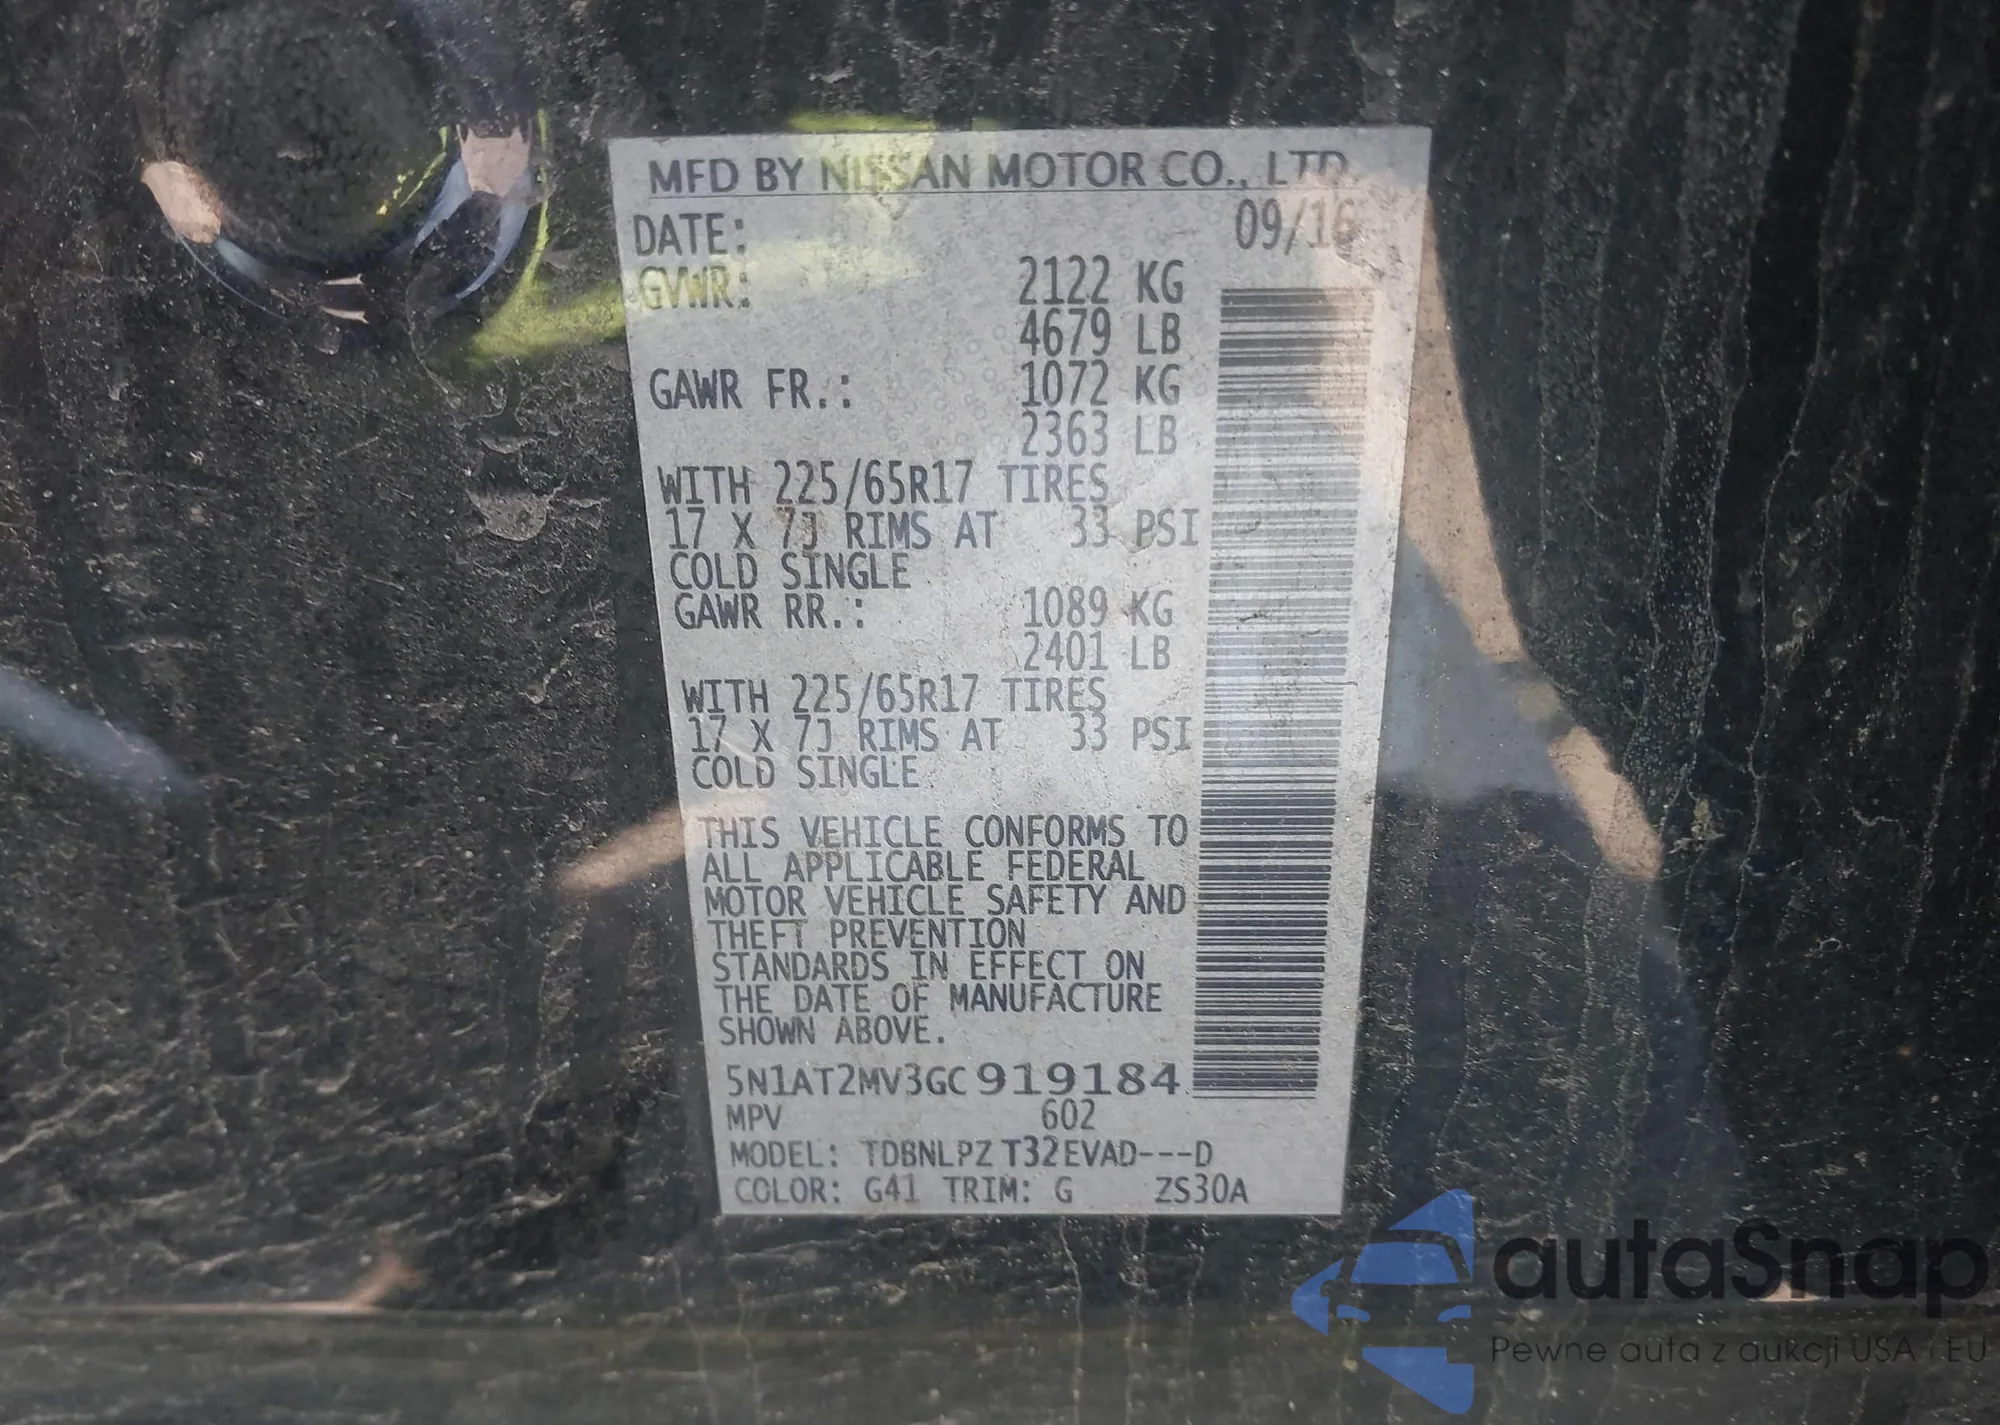 MFD BY NISSAN MOTOR CO., LTD.
DATE: 09/16
GVWR: 2122 KG
4679 LB
GAWR FR.: 1072 KG
2363 LB
WITH 225/65R17 TIRES
17 X 7J RIMS AT 33 PSI
COLD SINGLE
GAWR RR.: 1089 KG
2401 LB
WITH 225/65R17 TIRES
17 X 7J RIMS AT 33 PSI
COLD SINGLE
THIS VEHICLE CONFORMS TO
ALL APPLICABLE FEDERAL
MOTOR VEHICLE SAFETY AND
THEFT PREVENTION
STANDARDS IN EFFECT ON
THE DATE OF MANUFACTURE
SHOWN ABOVE.
5N1AT2MV3GC919184
MPV 602
MODEL: TDBNLPZ T32EVAD---D
COLOR: G41 TRIM: G ZS30A
autaSnap
Pewne auta z aukcji USA i EU